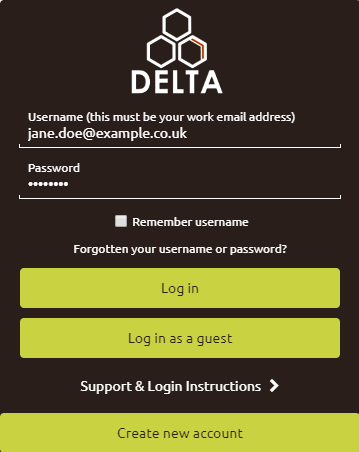 DELTA
Username (this must be your work email address)
jane.doe@example.co.uk
Password
••••••••
Remember username
Forgotten your username or password?
Log in
Log in as a guest
Support & Login Instructions
Create new account